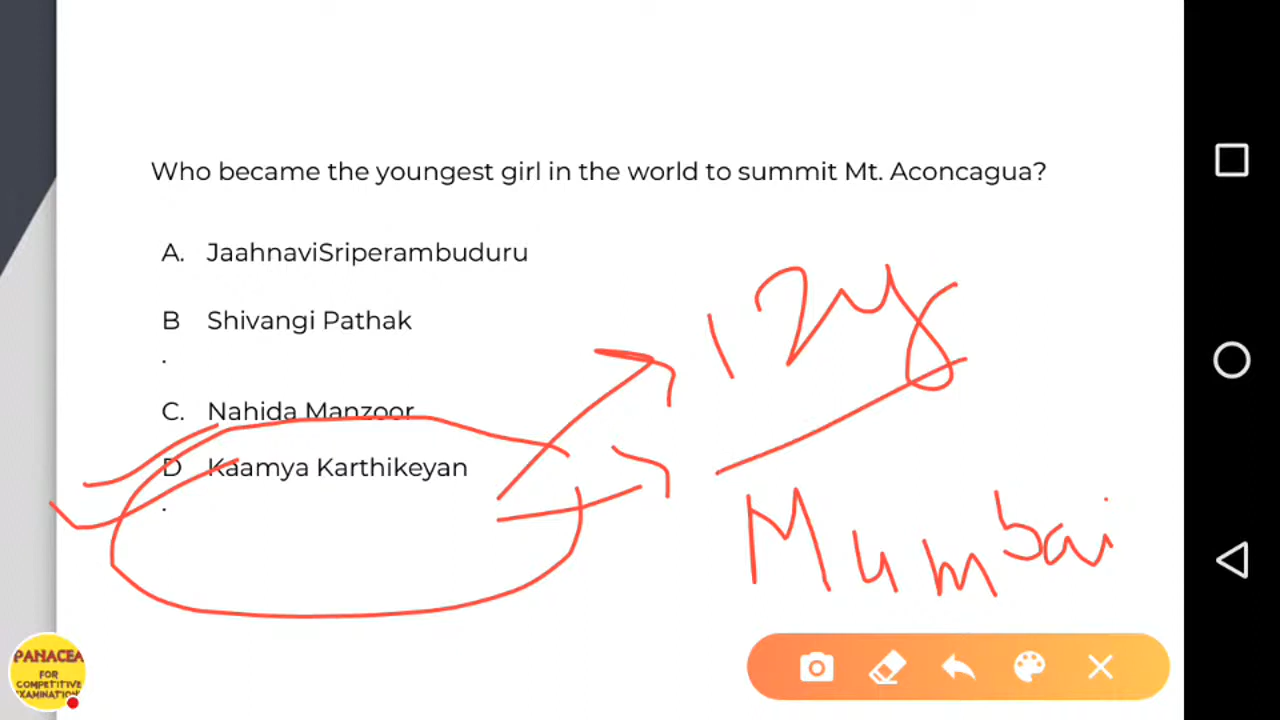 Who became the youngest girl in the world to summit Mt. Aconcagua?
A. JaahnaviSriperambuduru
B Shivangi Pathak
.
C. Nahida Manzoor
D Kaamya Karthikeyan
.
12y
Mumbai
PANACEA
FOR
COMPETITIVE
EXAMINATION